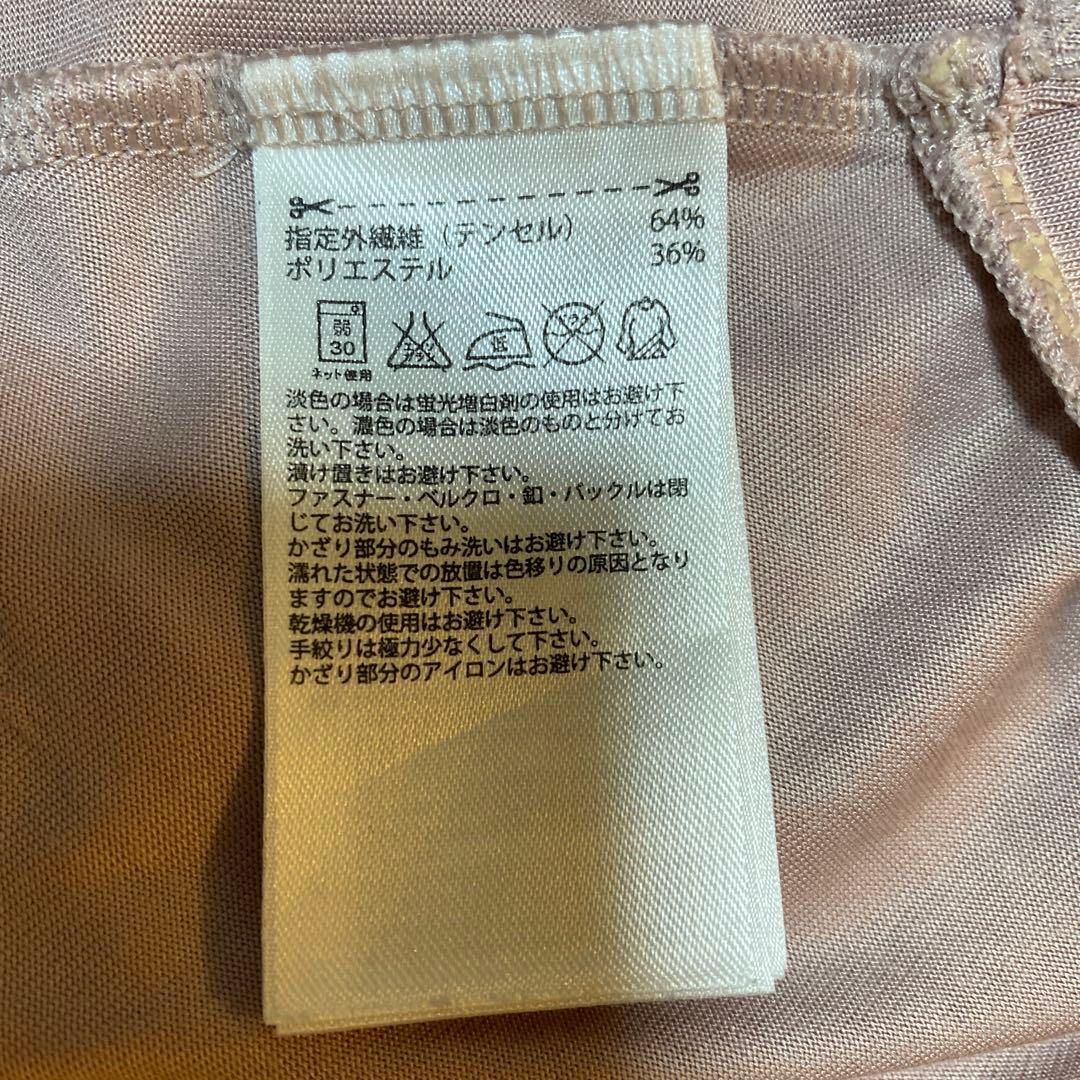 指定外繊維（テンセル） 64%
ポリエステル 36%
弱
30
ネット使用
エンソ
サラシ
低
ドライ
淡色の場合は蛍光増白剤の使用はお避け下
さい。濃色の場合は淡色のものと分けてお
洗い下さい。
漬け置きはお避け下さい。
ファスナー・ベルクロ・釦・バックルは閉
じてお洗い下さい。
かざり部分のもみ洗いはお避け下さい。
濡れた状態での放置は色移りの原因となり
ますのでお避け下さい。
乾燥機の使用はお避け下さい。
手絞りは極力少なくして下さい。
かざり部分のアイロンはお避け下さい。